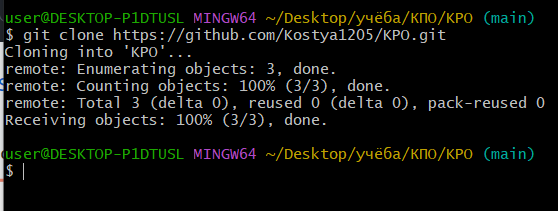 user@DESKTOP-P1DTUSL MINGW64 ~/Desktop/учёба/КПО/KPO (main)
$ git clone https://github.com/Kostya1205/KPO.git
Cloning into 'KPO'...
remote: Enumerating objects: 3, done.
remote: Counting objects: 100% (3/3), done.
remote: Total 3 (delta 0), reused 0 (delta 0), pack-reused 0
Receiving objects: 100% (3/3), done.
user@DESKTOP-P1DTUSL MINGW64 ~/Desktop/учёба/КПО/KPO (main)
$